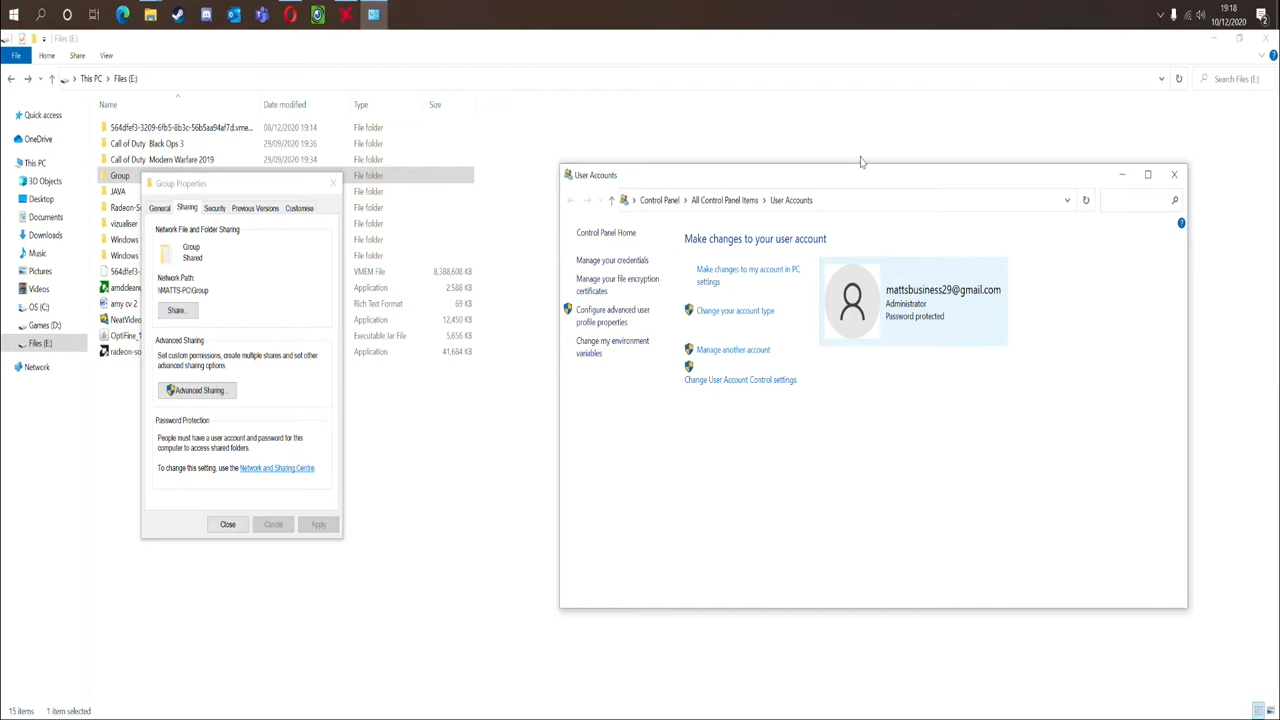 19:18
10/12/2020
2
Files (E:)
File
Home
Share
View
This PC
Files (E:)
Search Files (E:)
Name
Date modified
Type
Size
Quick access
OneDrive
This PC
3D Objects
Desktop
Documents
Downloads
Music
Pictures
Videos
OS (C:)
Games (D:)
Files (E:)
Network
08/12/2020 19:14
File folder
Call of Duty Black Ops 3
29/09/2020 19:36
File folder
Call of Duty Modern Warfare 2019
29/09/2020 19:34
File folder
Group
File folder
JAVA
File folder
Radeon-S
File folder
vizualiser
File folder
Windows
File folder
Windows
File folder
564dfef3-
VMEM File
8,388,608 KB
amddeanu
Application
2,588 KB
amy cv 2
Rich Text Format
69 KB
NeatVideo
Application
12,450 KB
OptiFine_1
Executable Jar File
5,656 KB
radeon-so
Application
41,684 KB
Group Properties
General
Sharing
Security
Previous Versions
Customise
Network File and Folder Sharing
Group
Shared
Network Path:
\\MATTS-PC\Group
Share...
Advanced Sharing
Set custom permissions, create multiple shares and set other
advanced sharing options.
Advanced Sharing...
Password Protection
People must have a user account and password for this
computer to access shared folders.
To change this setting, use the Network and Sharing Centre.
Close
Cancel
Apply
User Accounts
Control Panel
All Control Panel Items
User Accounts
Control Panel Home
Manage your credentials
Manage your file encryption
certificates
Configure advanced user
profile properties
Change my environment
variables
Make changes to your user account
Make changes to my account in PC
settings
Change your account type
Manage another account
Change User Account Control settings
mattsbusiness29@gmail.com
Administrator
Password protected
15 items
1 item selected